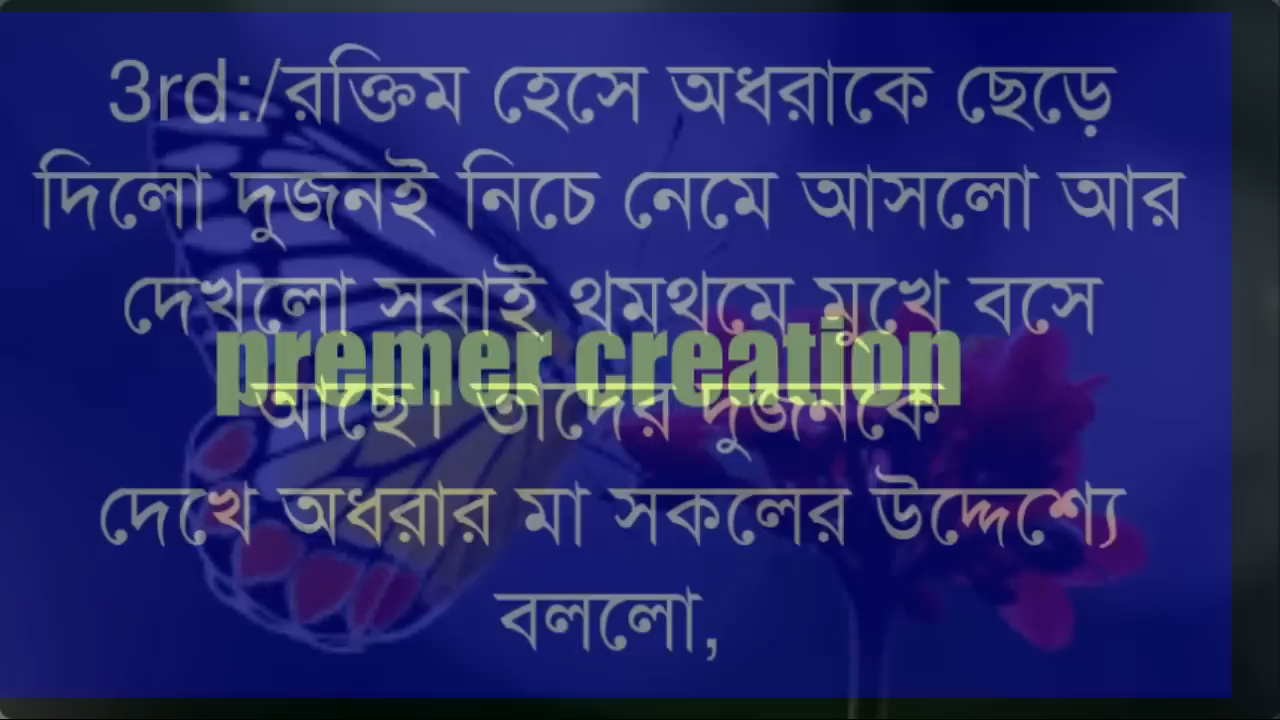 3rd:/রক্তিম হেসে অধরাকে ছেড়ে
দিলো দুজনই নিচে নেমে আসলো আর
দেখলো সবাই থমথমে মুখে বসে
premer creation
আছে। তাদের দুজনকে
দেখে অধরার মা সকলের উদ্দেশ্যে
বললো,